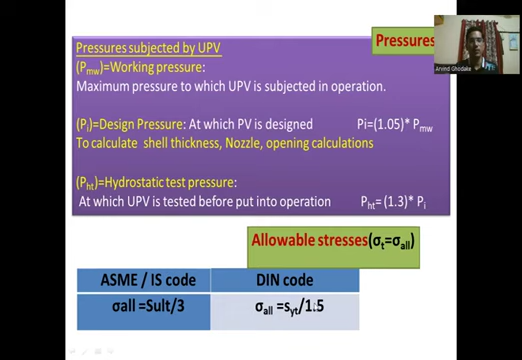 Pressures subjected by UPV
Pressures
(Pmw)=Working pressure:
Maximum pressure to which UPV is subjected in operation.
(Pi)=Design Pressure: At which PV is designed Pi=(1.05)* Pmw
To calculate shell thickness, Nozzle, opening calculations
(Pht)=Hydrostatic test pressure:
At which UPV is tested before put into operation Pht= (1.3)* Pi
Allowable stresses(σt=σall)
ASME / IS code DIN code
σall =Sult/3 σall =syt/1.5
Arvind Ghodake